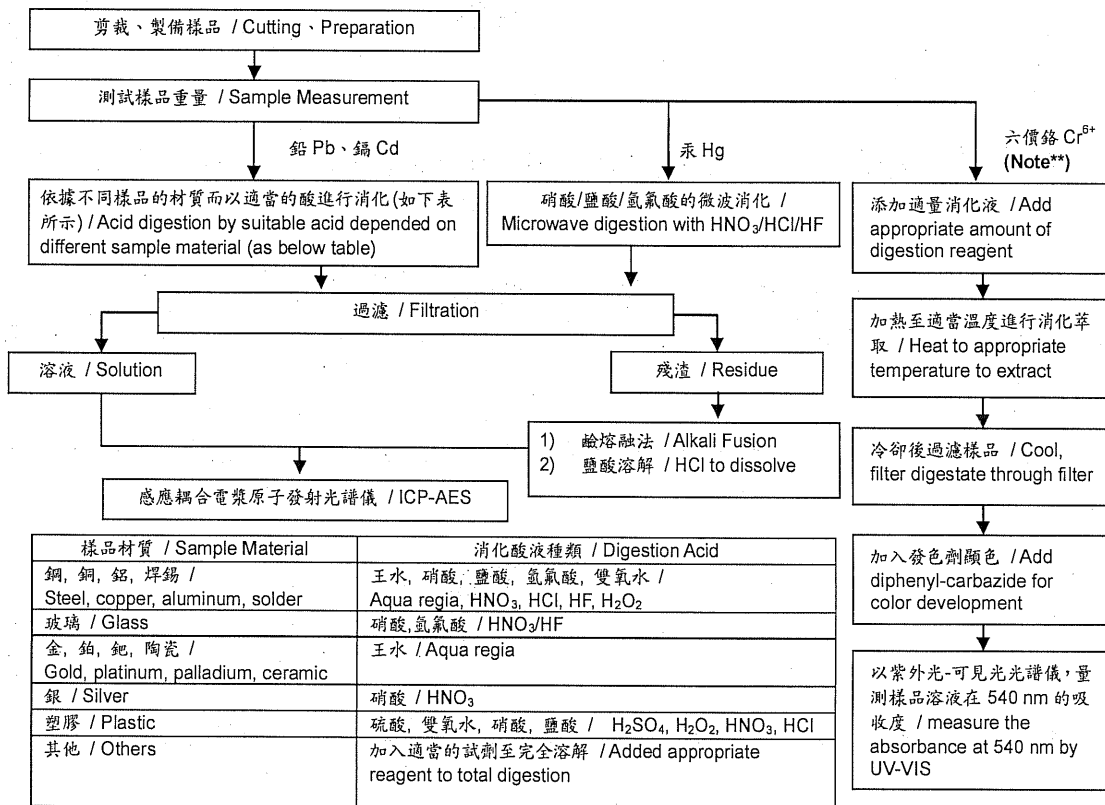 剪裁、製備樣品 / Cutting、Preparation
測試樣品重量 / Sample Measurement
鉛 Pb、鎘 Cd
汞 Hg
六價鉻 Cr⁶⁺
(Note**)
依據不同樣品的材質而以適當的酸進行消化(如下表
所示) / Acid digestion by suitable acid depended on
different sample material (as below table)
硝酸/鹽酸/氫氟酸的微波消化 /
Microwave digestion with HNO₃/HCl/HF
添加適量消化液 / Add
appropriate amount of
digestion reagent
過濾 / Filtration
加熱至適當溫度進行消化萃
取 / Heat to appropriate
temperature to extract
溶液 / Solution
殘渣 / Residue
1) 鹼熔融法 / Alkali Fusion
2) 鹽酸溶解 / HCl to dissolve
冷卻後過濾樣品 / Cool,
filter digestate through filter
感應耦合電漿原子發射光譜儀 / ICP-AES
加入發色劑顯色 / Add
diphenyl-carbazide for
color development
以紫外光-可見光光譜儀，量
測樣品溶液在 540 nm 的吸
收度 / measure the
absorbance at 540 nm by
UV-VIS
樣品材質 / Sample Material 消化酸液種類 / Digestion Acid
鋼, 銅, 鋁, 焊錫 / 王水, 硝酸, 鹽酸, 氫氟酸, 雙氧水 /
Steel, copper, aluminum, solder Aqua regia, HNO₃, HCl, HF, H₂O₂
玻璃 / Glass 硝酸,氫氟酸 / HNO₃/HF
金, 鉑, 鈀, 陶瓷 / 王水 / Aqua regia
Gold, platinum, palladium, ceramic
銀 / Silver 硝酸 / HNO₃
塑膠 / Plastic 硫酸, 雙氧水, 硝酸, 鹽酸 / H₂SO₄, H₂O₂, HNO₃, HCl
其他 / Others 加入適當的試劑至完全溶解 / Added appropriate
reagent to total digestion